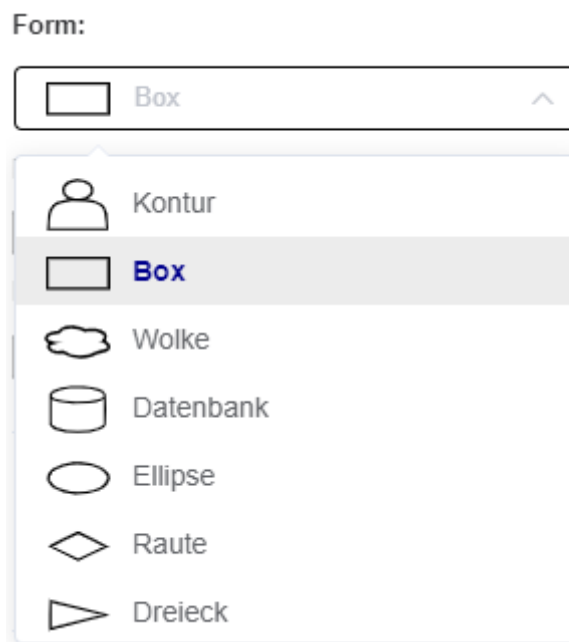 Form:
Box
Kontur
Box
Wolke
Datenbank
Ellipse
Raute
Dreieck